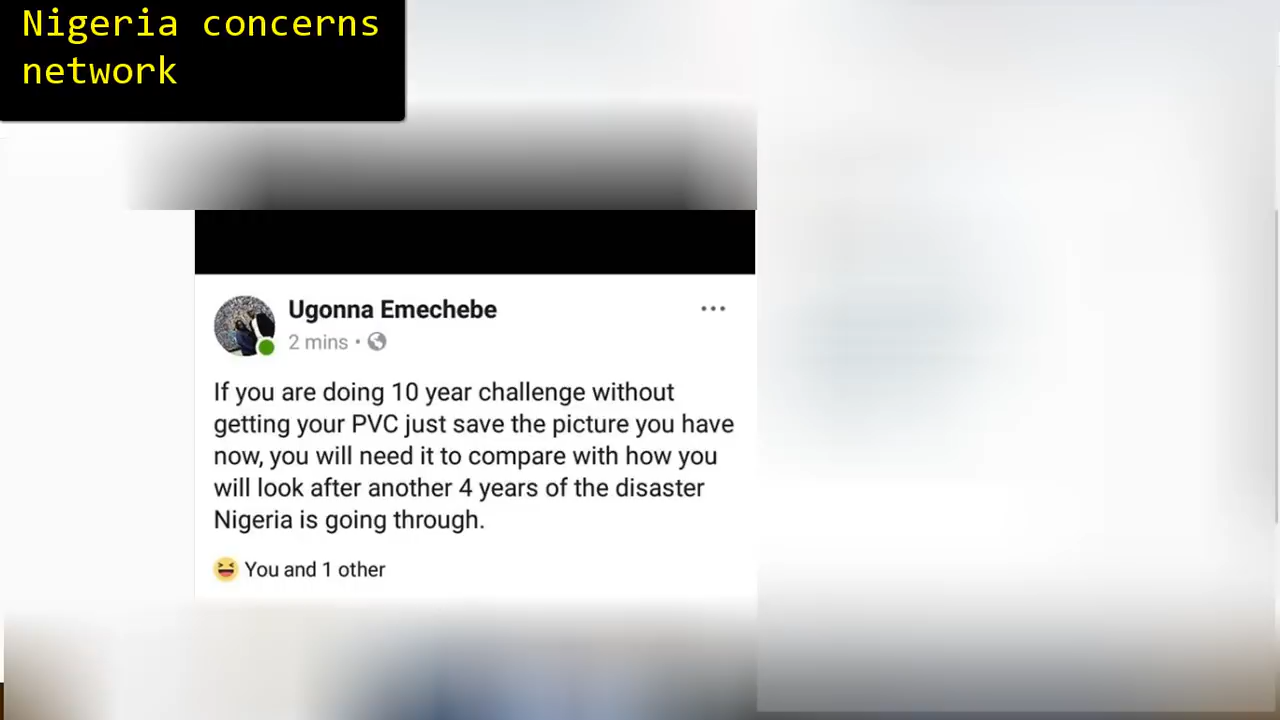 Nigeria concerns
network
Ugonna Emechebe
2 mins
If you are doing 10 year challenge without
getting your PVC just save the picture you have
now, you will need it to compare with how you
will look after another 4 years of the disaster
Nigeria is going through.
You and 1 other